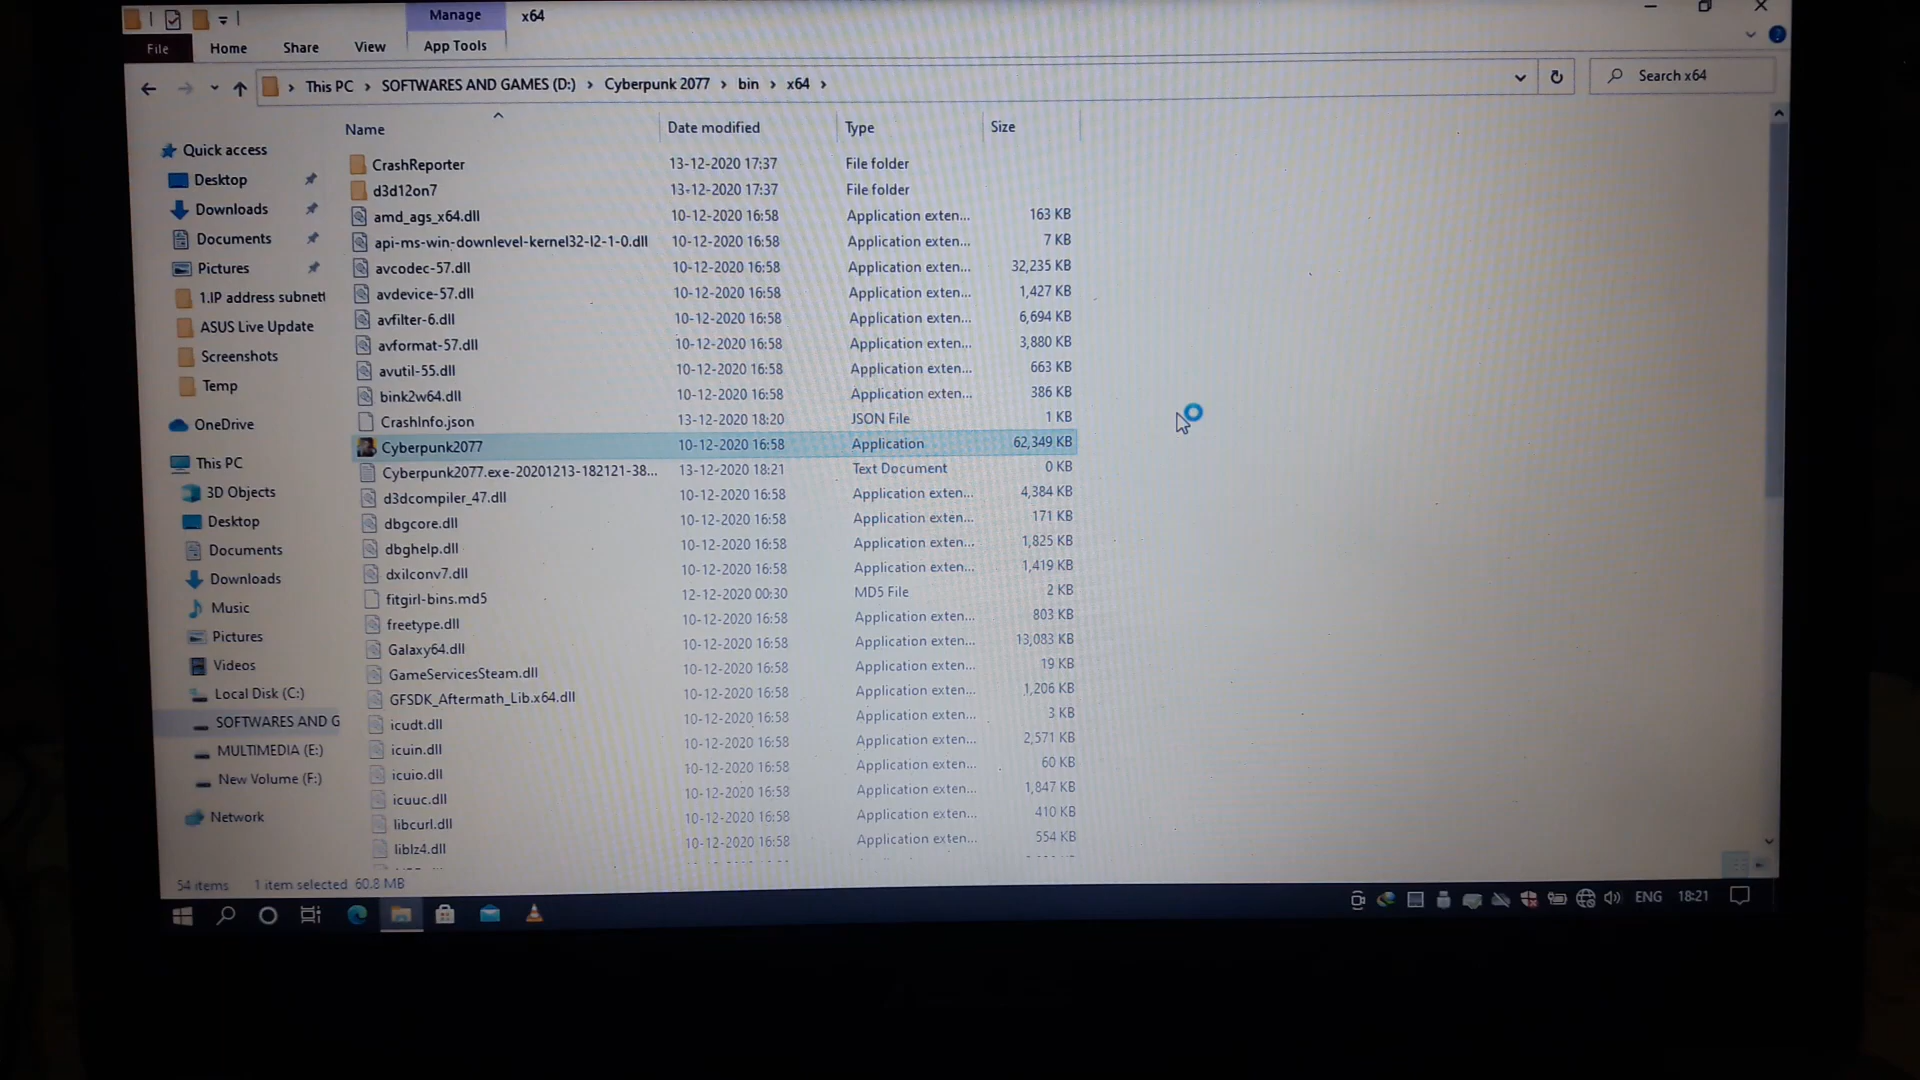 Manage x64
File Home Share View App Tools
This PC > SOFTWARES AND GAMES (D:) > Cyberpunk 2077 > bin > x64 >
Search x64
Name Date modified Type Size
Quick access
Desktop
Downloads
Documents
Pictures
1.IP address subnett
ASUS Live Update
Screenshots
Temp
OneDrive
This PC
3D Objects
Desktop
Documents
Downloads
Music
Pictures
Videos
Local Disk (C:)
SOFTWARES AND G
MULTIMEDIA (E:)
New Volume (F:)
Network
CrashReporter 13-12-2020 17:37 File folder
d3d12on7 13-12-2020 17:37 File folder
amd_ags_x64.dll 10-12-2020 16:58 Application exten... 163 KB
api-ms-win-downlevel-kernel32-l2-1-0.dll 10-12-2020 16:58 Application exten... 7 KB
avcodec-57.dll 10-12-2020 16:58 Application exten... 32,235 KB
avdevice-57.dll 10-12-2020 16:58 Application exten... 1,427 KB
avfilter-6.dll 10-12-2020 16:58 Application exten... 6,694 KB
avformat-57.dll 10-12-2020 16:58 Application exten... 3,880 KB
avutil-55.dll 10-12-2020 16:58 Application exten... 663 KB
bink2w64.dll 10-12-2020 16:58 Application exten... 386 KB
CrashInfo.json 13-12-2020 18:20 JSON File 1 KB
Cyberpunk2077 10-12-2020 16:58 Application 62,349 KB
Cyberpunk2077.exe-20201213-182121-38... 13-12-2020 18:21 Text Document 0 KB
d3dcompiler_47.dll 10-12-2020 16:58 Application exten... 4,384 KB
dbgcore.dll 10-12-2020 16:58 Application exten... 171 KB
dbghelp.dll 10-12-2020 16:58 Application exten... 1,825 KB
dxilconv7.dll 10-12-2020 16:58 Application exten... 1,419 KB
fitgirl-bins.md5 12-12-2020 00:30 MD5 File 2 KB
freetype.dll 10-12-2020 16:58 Application exten... 803 KB
Galaxy64.dll 10-12-2020 16:58 Application exten... 13,083 KB
GameServicesSteam.dll 10-12-2020 16:58 Application exten... 19 KB
GFSDK_Aftermath_Lib.x64.dll 10-12-2020 16:58 Application exten... 1,206 KB
icudt.dll 10-12-2020 16:58 Application exten... 3 KB
icuin.dll 10-12-2020 16:58 Application exten... 2,571 KB
icuio.dll 10-12-2020 16:58 Application exten... 60 KB
icuuc.dll 10-12-2020 16:58 Application exten... 1,847 KB
libcurl.dll 10-12-2020 16:58 Application exten... 410 KB
liblz4.dll 10-12-2020 16:58 Application exten... 554 KB
54 items 1 item selected 60.8 MB
ENG 18:21